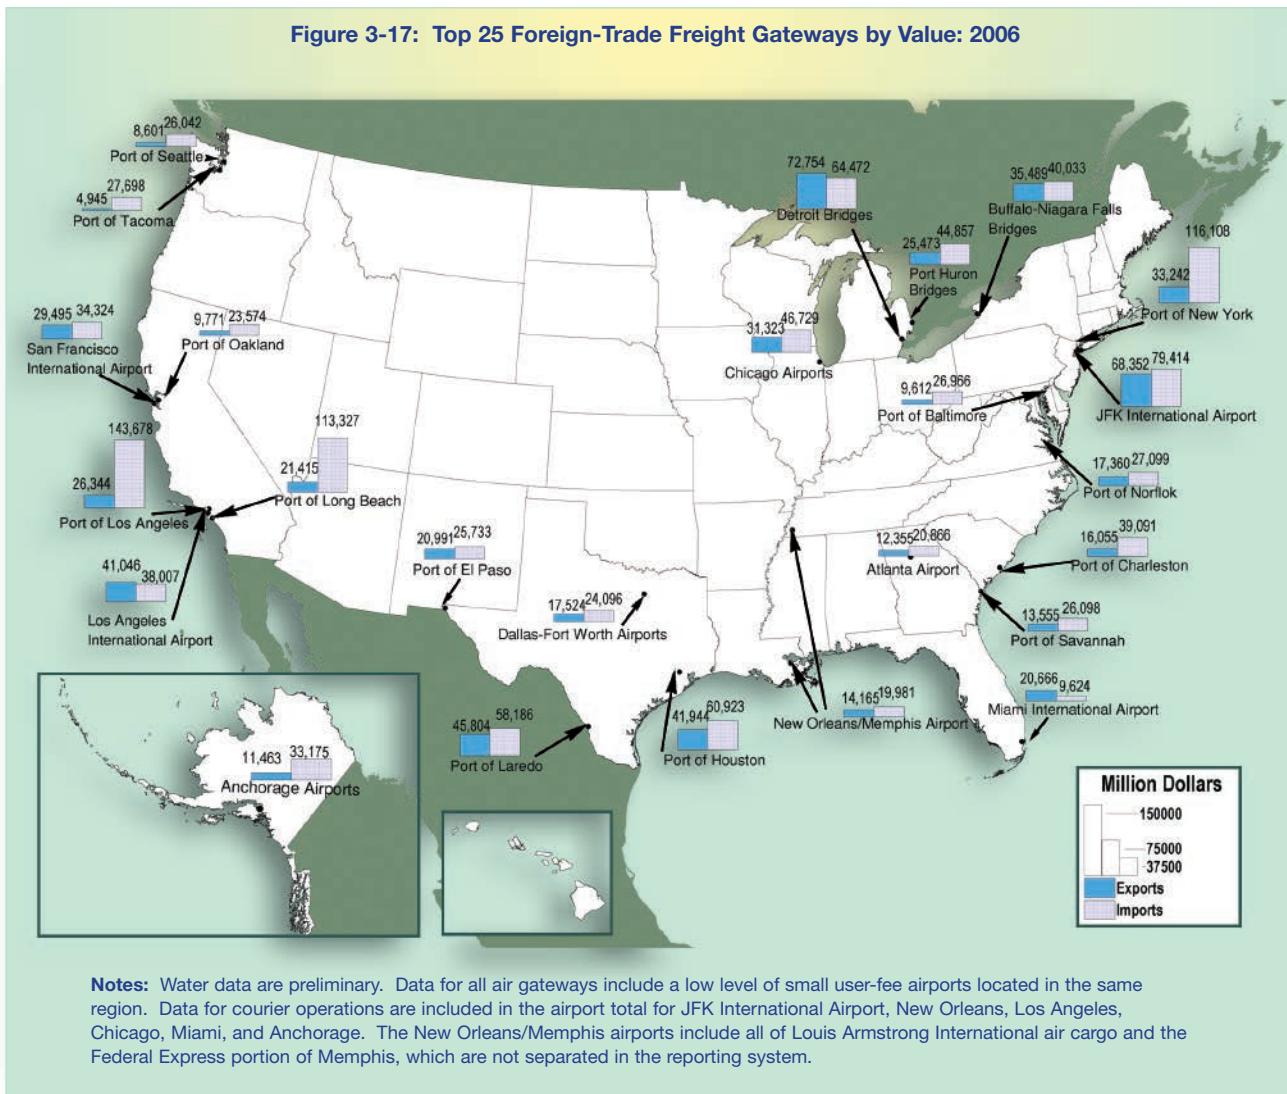 Figure 3-17: Top 25 Foreign-Trade Freight Gateways by Value: 2006
8,601 26,042
Port of Seattle
4,945 27,698
Port of Tacoma
72,754 64,472
Detroit Bridges
35,489 40,033
Buffalo-Niagara Falls
Bridges
25,473 44,857
Port Huron
Bridges
33,242 116,108
Port of New York
29,495 34,324
San Francisco
International Airport
9,771 23,574
Port of Oakland
31,323 46,729
Chicago Airports
9,612 26,966
Port of Baltimore
68,352 79,414
JFK International Airport
26,344 143,678
Port of Los Angeles
21,415 113,327
Port of Long Beach
17,360 27,099
Port of Norflok
20,991 25,733
Port of El Paso
12,355 20,866
Atlanta Airport
16,055 39,091
Port of Charleston
41,046 38,007
Los Angeles
International Airport
17,524 24,096
Dallas-Fort Worth Airports
13,555 26,098
Port of Savannah
45,804 58,186
Port of Laredo
41,944 60,923
Port of Houston
14,165 19,981
New Orleans/Memphis Airport
20,666 9,624
Miami International Airport
11,463 33,175
Anchorage Airports
Million Dollars
150000
75000
37500
Exports
Imports
Notes: Water data are preliminary. Data for all air gateways include a low level of small user-fee airports located in the same
region. Data for courier operations are included in the airport total for JFK International Airport, New Orleans, Los Angeles,
Chicago, Miami, and Anchorage. The New Orleans/Memphis airports include all of Louis Armstrong International air cargo and the
Federal Express portion of Memphis, which are not separated in the reporting system.